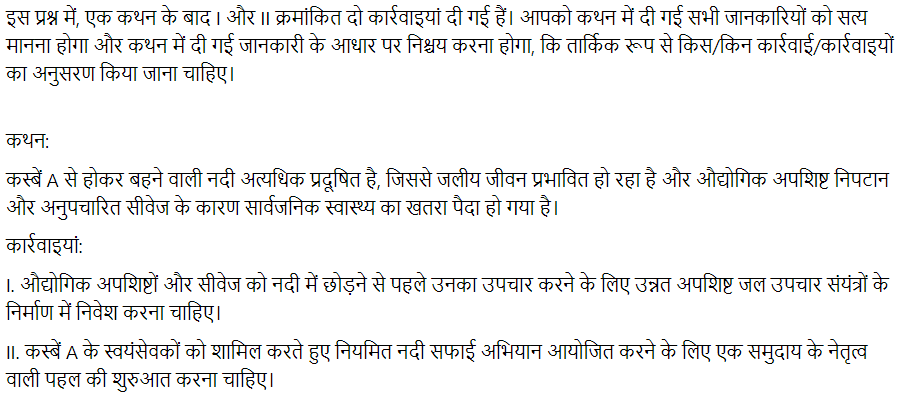 इस प्रश्न में, एक कथन के बाद I और II क्रमांकित दो कार्रवाइयां दी गई हैं। आपको कथन में दी गई सभी जानकारियों को सत्य
मानना होगा और कथन में दी गई जानकारी के आधार पर निश्चय करना होगा, कि तार्किक रूप से किस/किन कार्रवाई/कार्रवाइयों
का अनुसरण किया जाना चाहिए।
कथन:
कस्बें A से होकर बहने वाली नदी अत्यधिक प्रदूषित है, जिससे जलीय जीवन प्रभावित हो रहा है और औद्योगिक अपशिष्ट निपटान
और अनुपचारित सीवेज के कारण सार्वजनिक स्वास्थ्य का खतरा पैदा हो गया है।
कार्रवाइयां:
I. औद्योगिक अपशिष्टों और सीवेज को नदी में छोड़ने से पहले उनका उपचार करने के लिए उन्नत अपशिष्ट जल उपचार संयंत्रों के
निर्माण में निवेश करना चाहिए।
II. कस्बें A के स्वयंसेवकों को शामिल करते हुए नियमित नदी सफाई अभियान आयोजित करने के लिए एक समुदाय के नेतृत्व
वाली पहल की शुरुआत करना चाहिए।